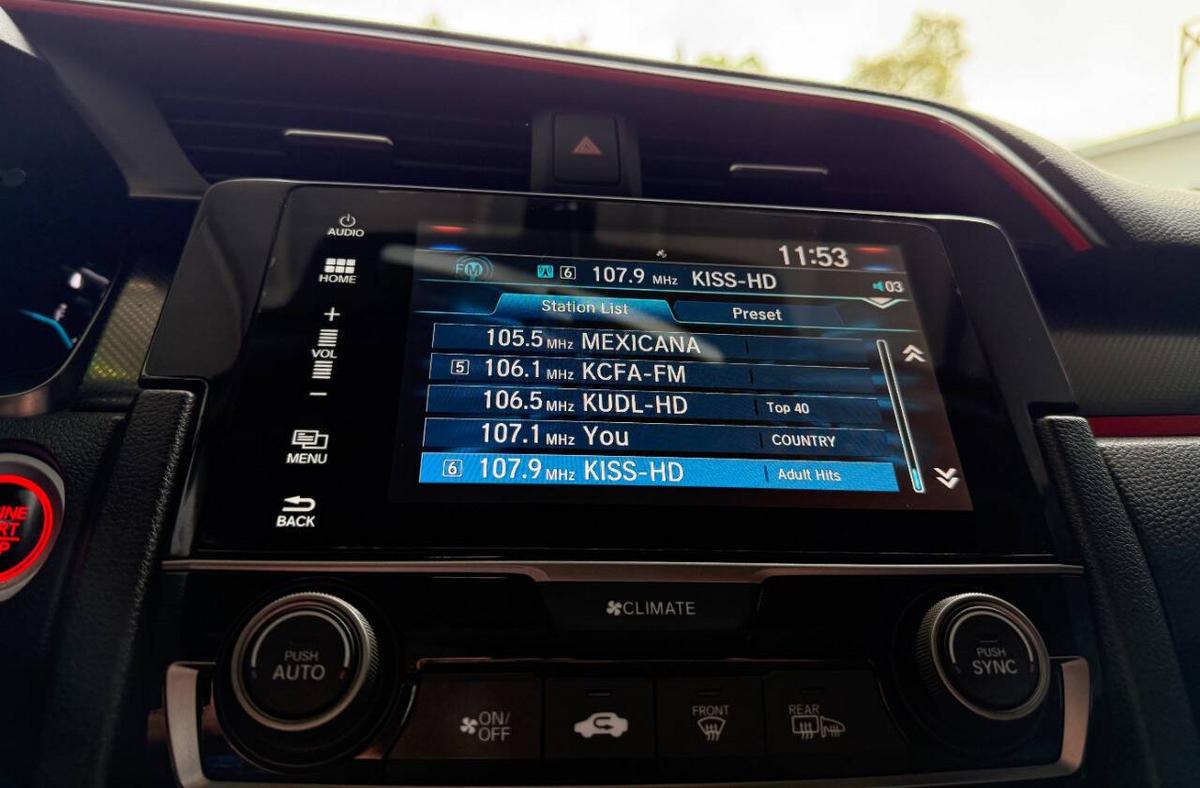 AUDIO
11:53
HOME
FM 6 107.9 MHz KISS-HD
03
Station List Preset
+
VOL
−
105.5 MHz MEXICANA
5 106.1 MHz KCFA-FM
106.5 MHz KUDL-HD Top 40
107.1 MHz You COUNTRY
6 107.9 MHz KISS-HD Adult Hits
MENU
BACK
CLIMATE
PUSH
AUTO
PUSH
SYNC
ON/
OFF
FRONT
REAR